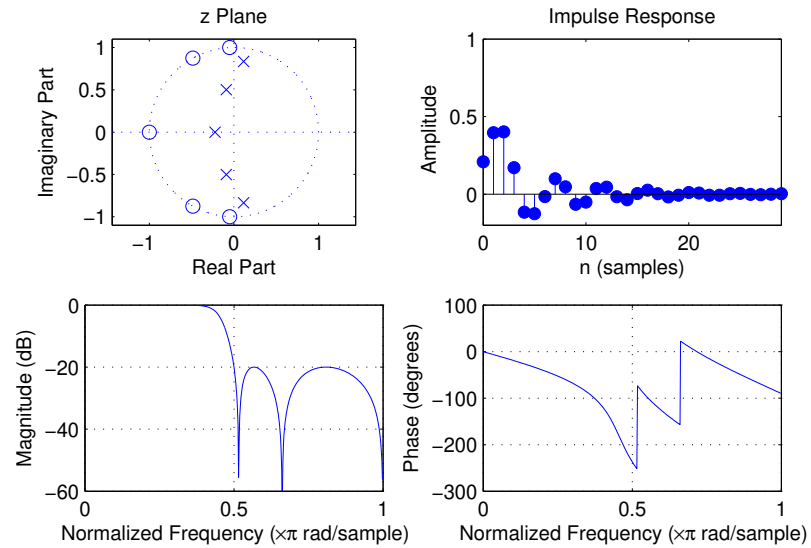 z Plane
Imaginary Part
1
0.5
0
−0.5
−1
−1
0
1
Real Part
Impulse Response
Amplitude
1
0.5
0
0
10
20
n (samples)
Magnitude (dB)
0
−20
−40
−60
0
0.5
1
Normalized Frequency (×π rad/sample)
Phase (degrees)
100
0
−100
−200
−300
0
0.5
1
Normalized Frequency (×π rad/sample)